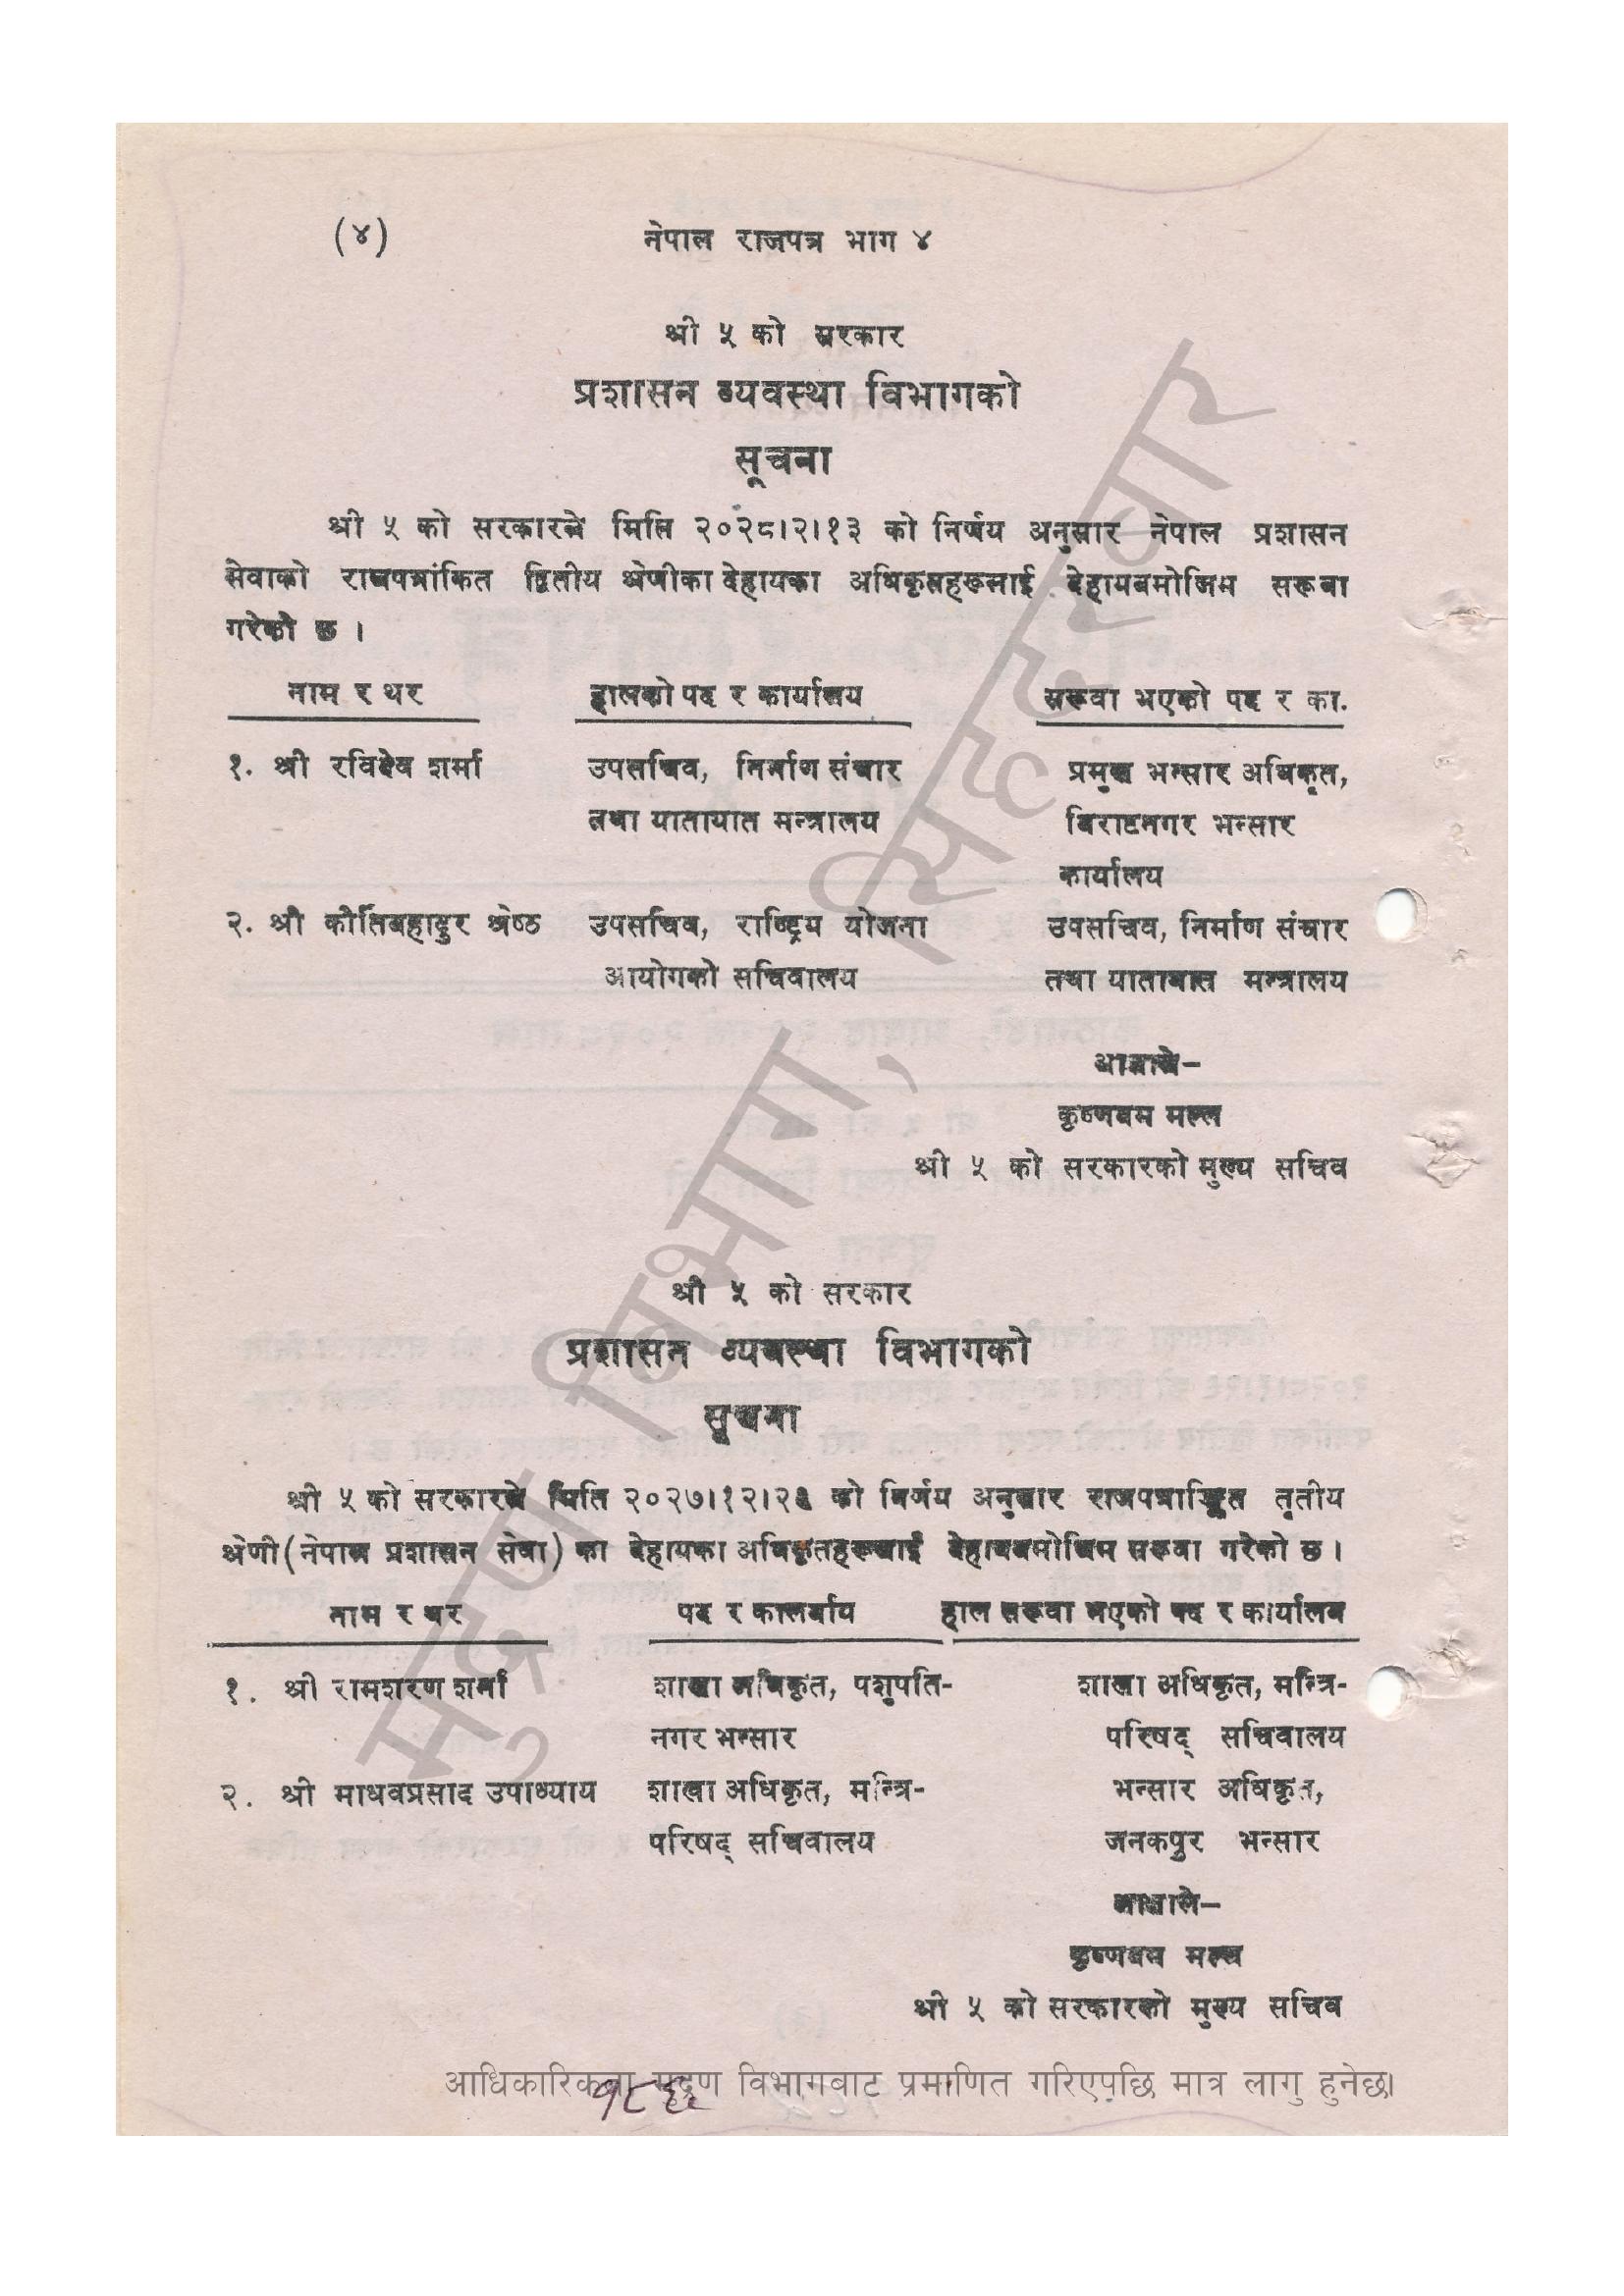 (४) नेपाल राजपत्र भाग ४
श्री ५ को सरकार
प्रशासन व्यवस्था विभागको
सूचना
श्री ५ को सरकारले मिति २०२८।२।१३ को निर्णय अनुसार नेपाल प्रशासन
सेवाको राजपत्रांकित द्वितीय श्रेणीका देहायका अधिकृतहरूलाई देहायबमोजिम सरूवा
गरेको छ ।
नाम र थर हालको पद र कार्यालय सरूवा भएको पद र का.
१. श्री रविदेव शर्मा उपसचिव, निर्माण संचार प्रमुख भन्सार अधिकृत,
तथा यातायात मन्त्रालय बिराटनगर भन्सार
कार्यालय
२. श्री कीर्तिबहादुर श्रेष्ठ उपसचिव, राष्ट्रिय योजना उपसचिव, निर्माण संचार
आयोगको सचिवालय तथा यातायात मन्त्रालय
आज्ञाले–
कृष्णबम मल्ल
श्री ५ को सरकारको मुख्य सचिव
श्री ५ को सरकार
प्रशासन व्यवस्था विभागको
सूचना
श्री ५ को सरकारले मिति को निर्णय अनुसार राजपत्राङ्कित तृतीय
श्रेणी (नेपाल प्रशासन सेवा) का देहायका अधिकृतहरूलाई देहायबमोजिम सरूवा गरेको छ ।
नाम र थर पद र कालर्याय हाल सरूवा भएको पद र कार्यालय
१. श्री रामशरण शर्मा शाखा अधिकृत, पशुपति- शाखा अधिकृत, मन्त्रि-
नगर भन्सार परिषद् सचिवालय
२. श्री माधवप्रसाद उपाध्याय शाखा अधिकृत, मन्त्रि- भन्सार अधिकृत,
परिषद् सचिवालय जनकपुर भन्सार
आज्ञाले–
कृष्णबम मल्ल
श्री ५ को सरकारको मुख्य सचिव
आधिकारिकता मुद्रण विभागबाट प्रमाणित गरिएपछि मात्र लागु हुनेछ।
मुद्रण विभाग, सिंहदरबार